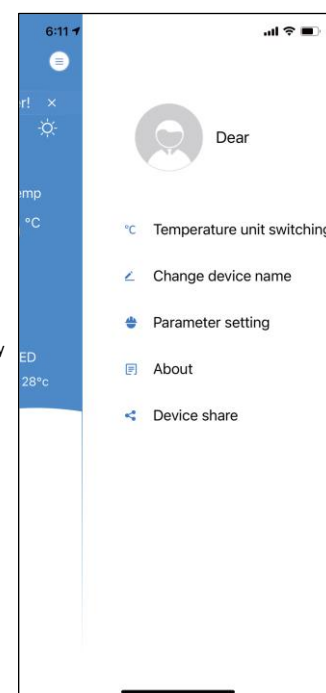 6:11
r! ×
Dear
emp
°C
°C Temperature unit switching
Change device name
Parameter setting
y
ED
About
28°c
Device share